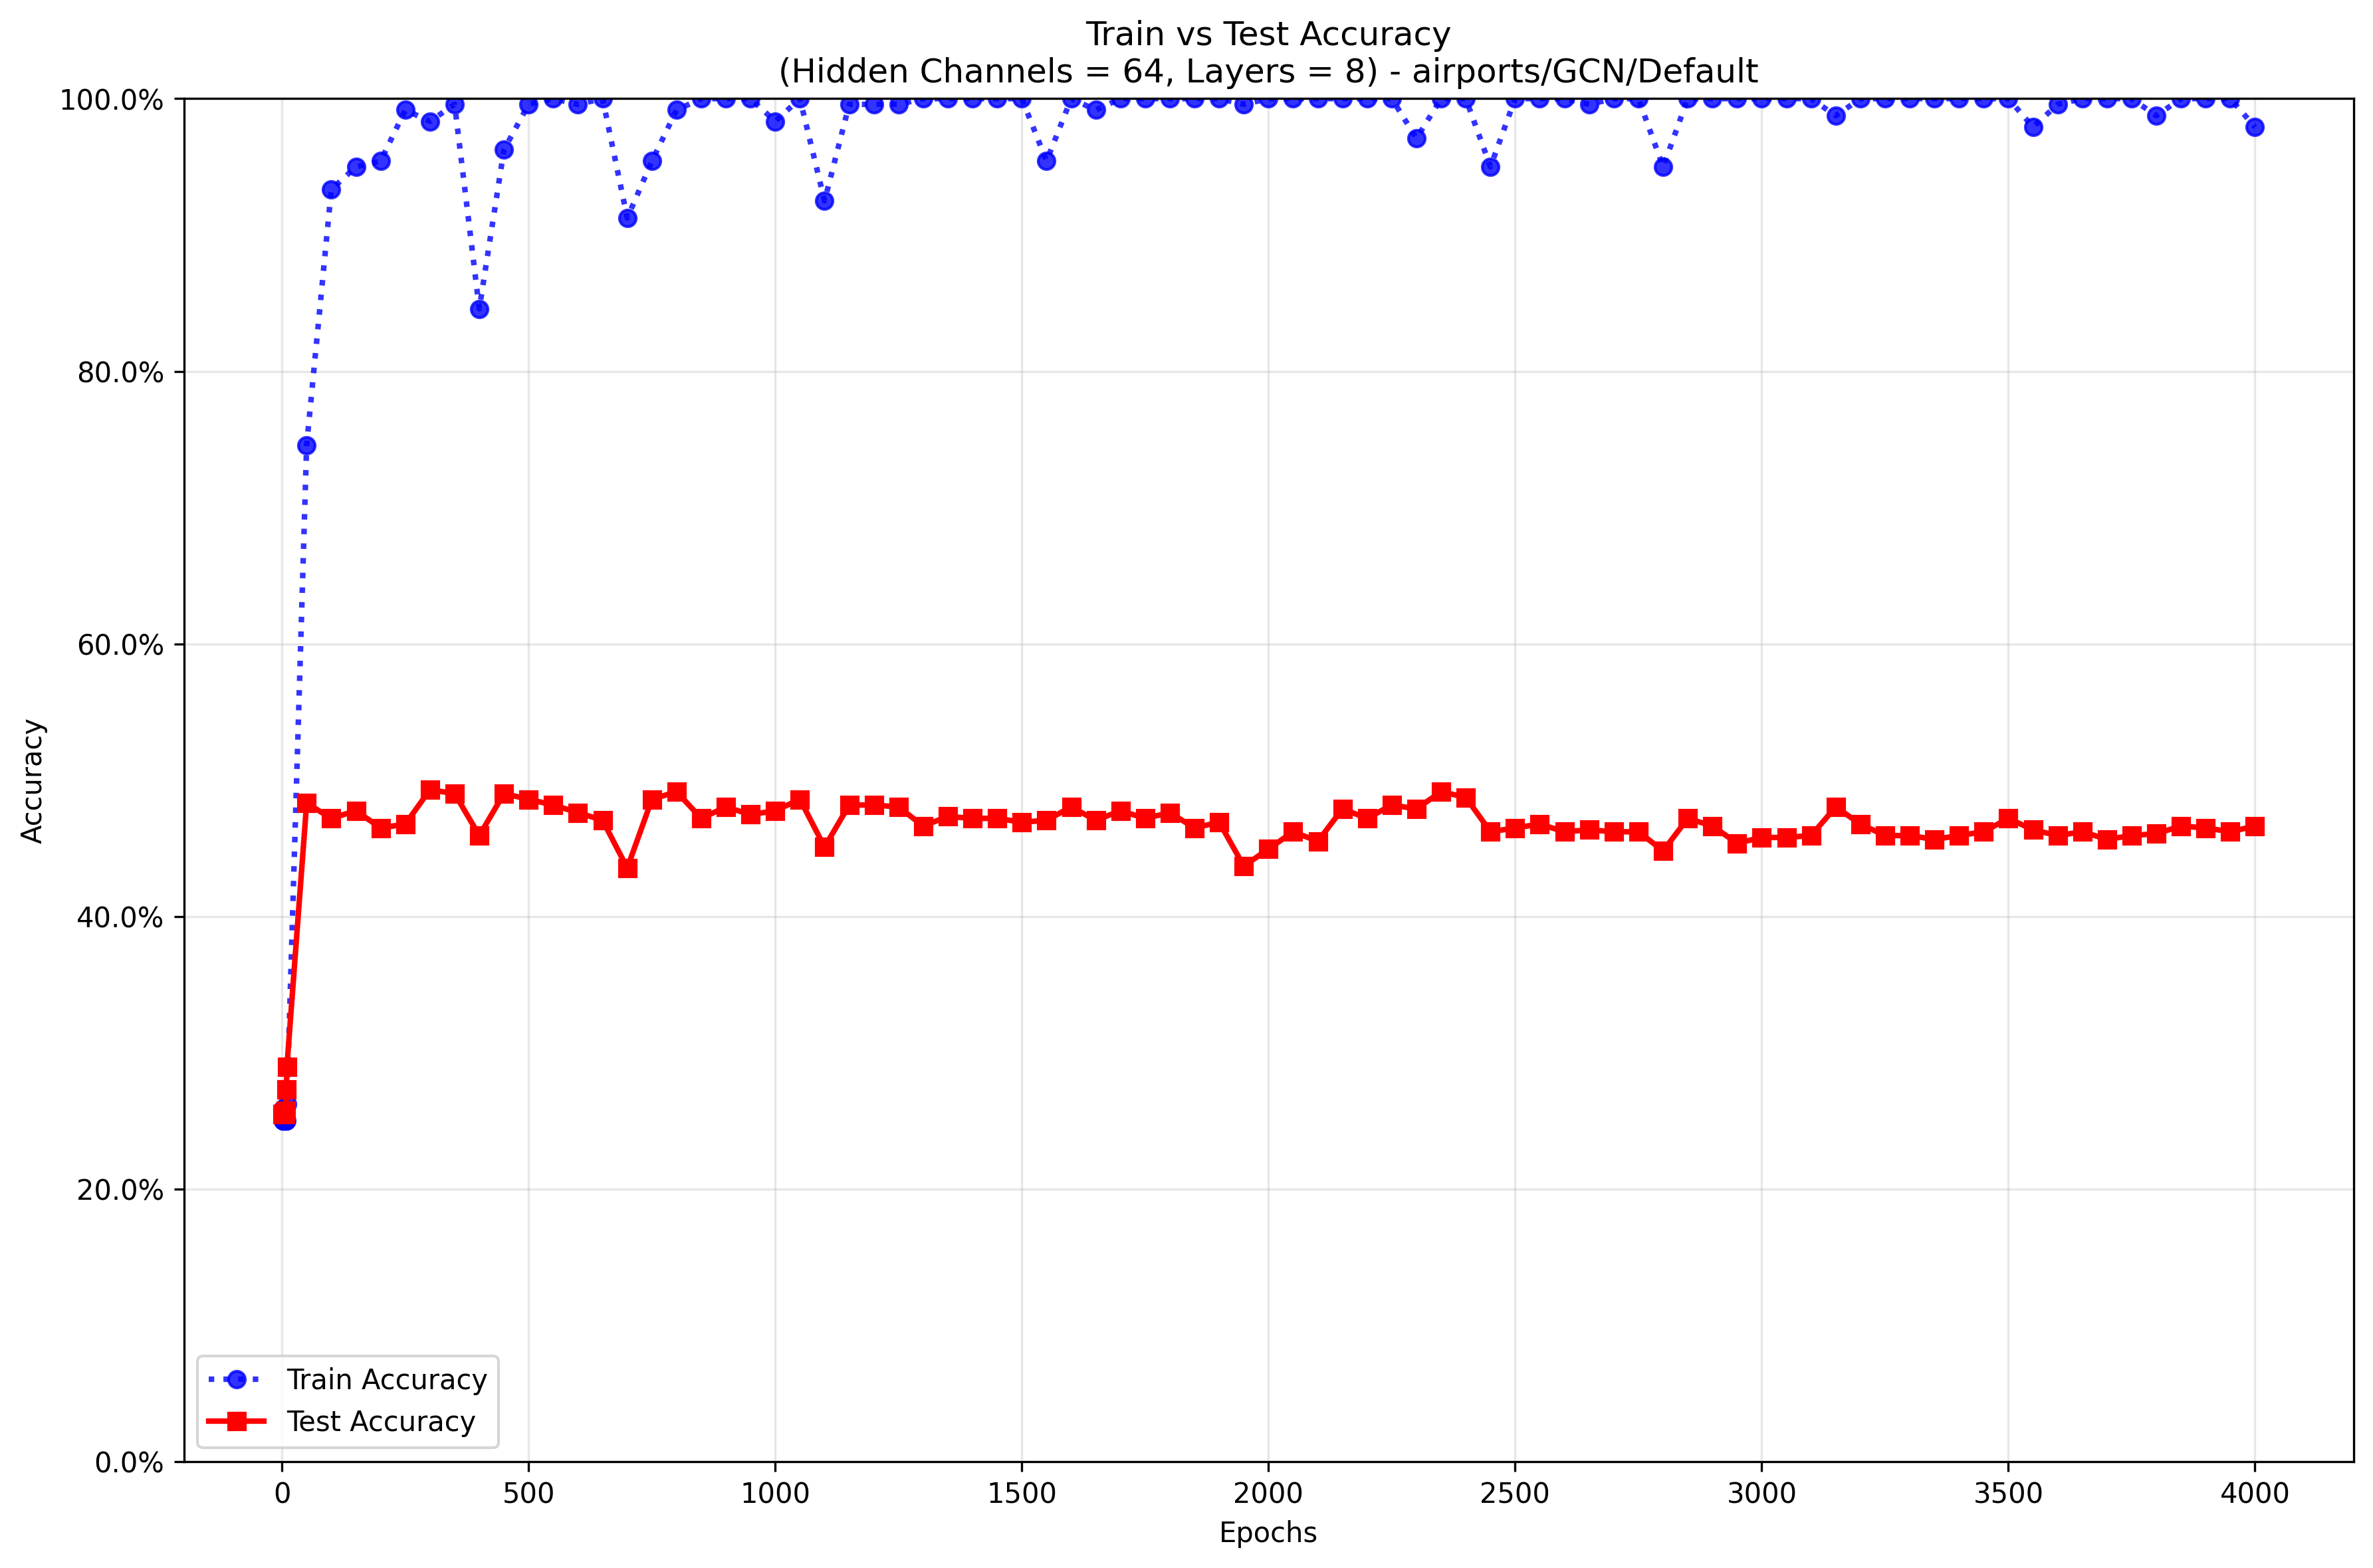 Train vs Test Accuracy
(Hidden Channels = 64, Layers = 8) - airports/GCN/Default
Accuracy
100.0%
80.0%
60.0%
40.0%
20.0%
0.0%
Train Accuracy
Test Accuracy
0 500 1000 1500 2000 2500 3000 3500 4000
Epochs